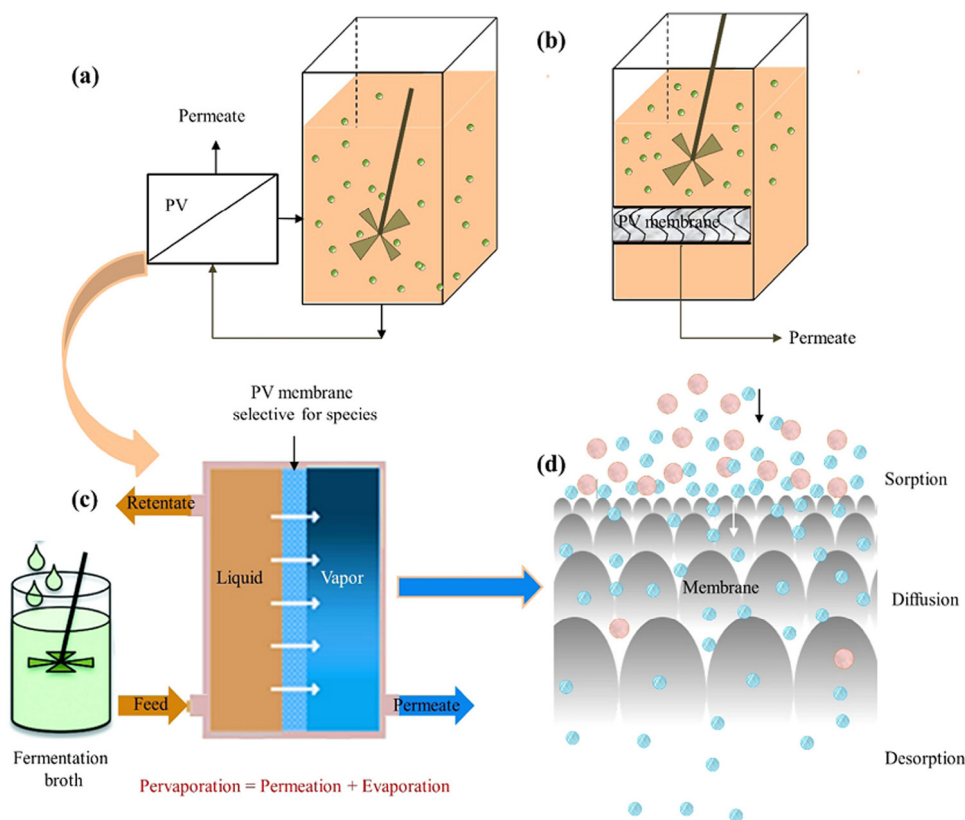 (a)
(b)
Permeate
PV
PV membrane
Permeate
PV membrane
selective for species
(c)
(d)
Sorption
Retentate
Liquid
Vapor
Membrane
Diffusion
Feed
Permeate
Fermentation
broth
Desorption
Pervaporation = Permeation + Evaporation